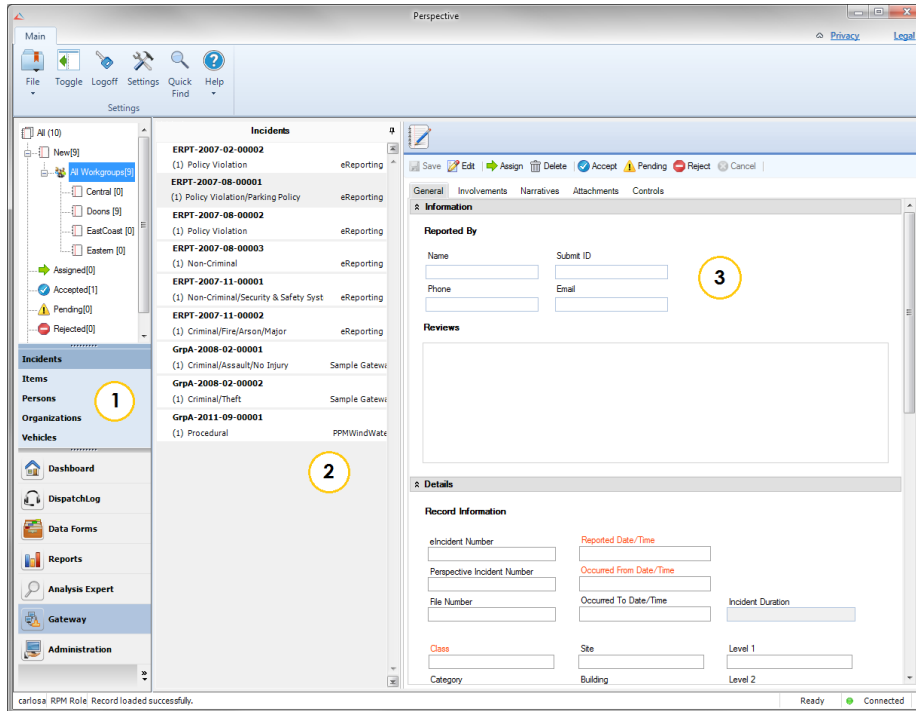 Perspective
Main
Privacy Legal
File Toggle Logoff Settings Quick Find Help
Settings
All (10)
New[9]
All Workgroups[9]
Central [0]
Doons [9]
EastCoast [0]
Eastern [0]
Assigned[0]
Accepted[1]
Pending[0]
Rejected[0]
Incidents
Items
Persons
Organizations
Vehicles
1
Dashboard
DispatchLog
Data Forms
Reports
Analysis Expert
Gateway
Administration
Incidents
ERPT-2007-02-00002
(1) Policy Violation eReporting
ERPT-2007-08-00001
(1) Policy Violation/Parking Policy eReporting
ERPT-2007-08-00002
(1) Policy Violation eReporting
ERPT-2007-08-00003
(1) Non-Criminal eReporting
ERPT-2007-11-00001
(1) Non-Criminal/Security & Safety Syst eReporting
ERPT-2007-11-00002
(1) Criminal/Fire/Arson/Major eReporting
GrpA-2008-02-00001
(1) Criminal/Assault/No Injury Sample Gatewa
GrpA-2008-02-00002
(1) Criminal/Theft Sample Gatewa
GrpA-2011-09-00001
(1) Procedural PPMWindWate
2
Save Edit Assign Delete Accept Pending Reject Cancel
General Involvements Narratives Attachments Controls
Information
Reported By
Name Submit ID
Phone Email
3
Reviews
Details
Record Information
eIncident Number Reported Date/Time
Perspective Incident Number Occurred From Date/Time
File Number Occurred To Date/Time Incident Duration
Class Site Level 1
Category Building Level 2
carlosa RPM Role Record loaded successfully. Ready Connected